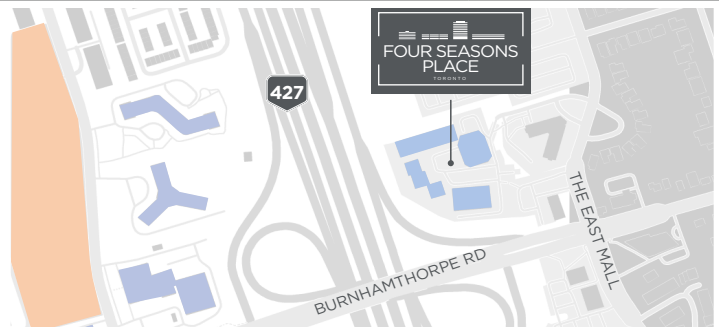 FOUR SEASONS
PLACE
TORONTO
427
THE EAST MALL
BURNHAMTHORPE RD